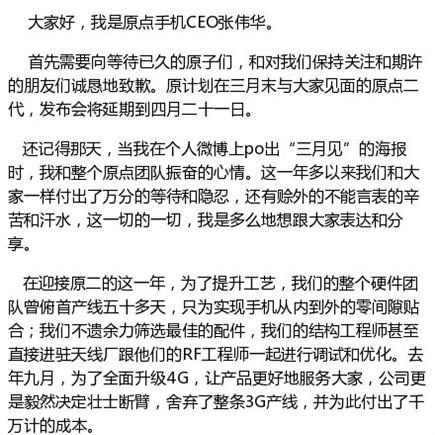 大家好，我是原点手机CEO张伟华。
首先需要向等待已久的原子们，和对我们保持关注和期许
的朋友们诚恳地致歉。原计划在三月末与大家见面的原点二
代，发布会将延期到四月二十一日。
还记得那天，当我在个人微博上po出“三月见”的海报
时，我和整个原点团队振奋的心情。这一年多以来我们和大
家一样付出了万分的等待和隐忍，还有除外的不能言表的辛
苦和汗水，这一切的一切，我是多么地想跟大家表达和分
享。
在迎接原二的这一年，为了提升工艺，我们的整个硬件团
队曾俯首产线五十多天，只为实现手机从内到外的零间隙贴
合；我们不遗余力筛选最佳的配件，我们的结构工程师甚至
直接进驻天线厂跟他们的RF工程师一起进行调试和优化。去
年九月，为了全面升级4G，让产品更好地服务大家，公司更
是毅然决定壮士断臂，舍弃了整条3G产线，并为此付出了千
万计的成本。